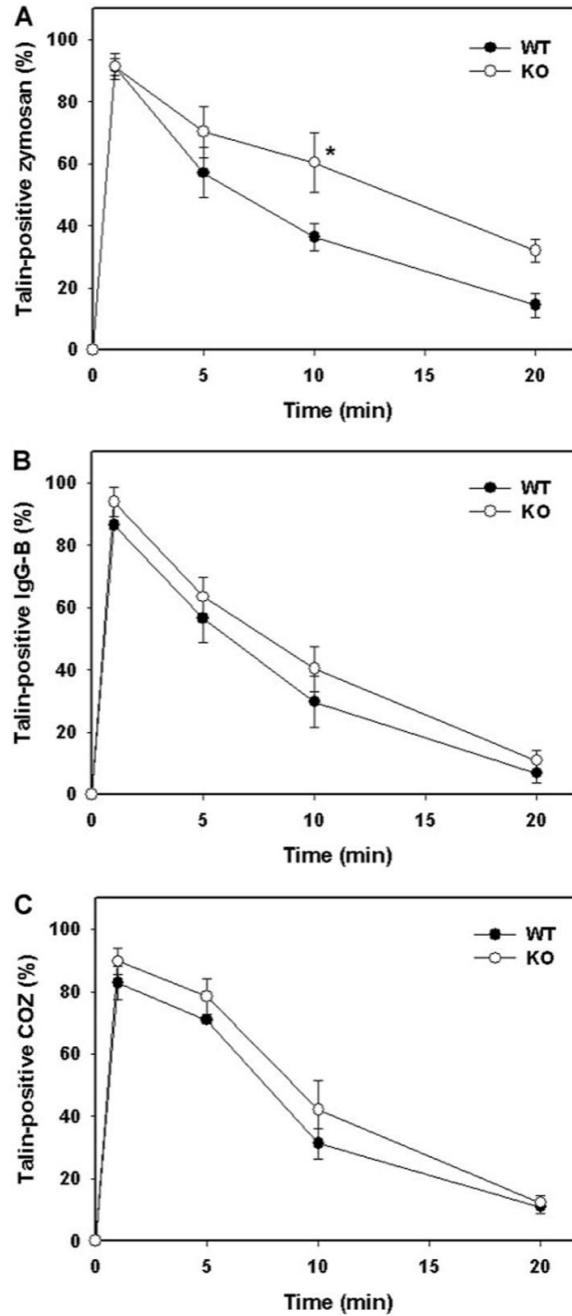 A
Talin-positive zymosan (%)
100
80
60
40
20
0
WT
KO
*
0 5 10 15 20
Time (min)
B
Talin-positive IgG-B (%)
100
80
60
40
20
0
WT
KO
0 5 10 15 20
Time (min)
C
Talin-positive COZ (%)
100
80
60
40
20
0
WT
KO
0 5 10 15 20
Time (min)